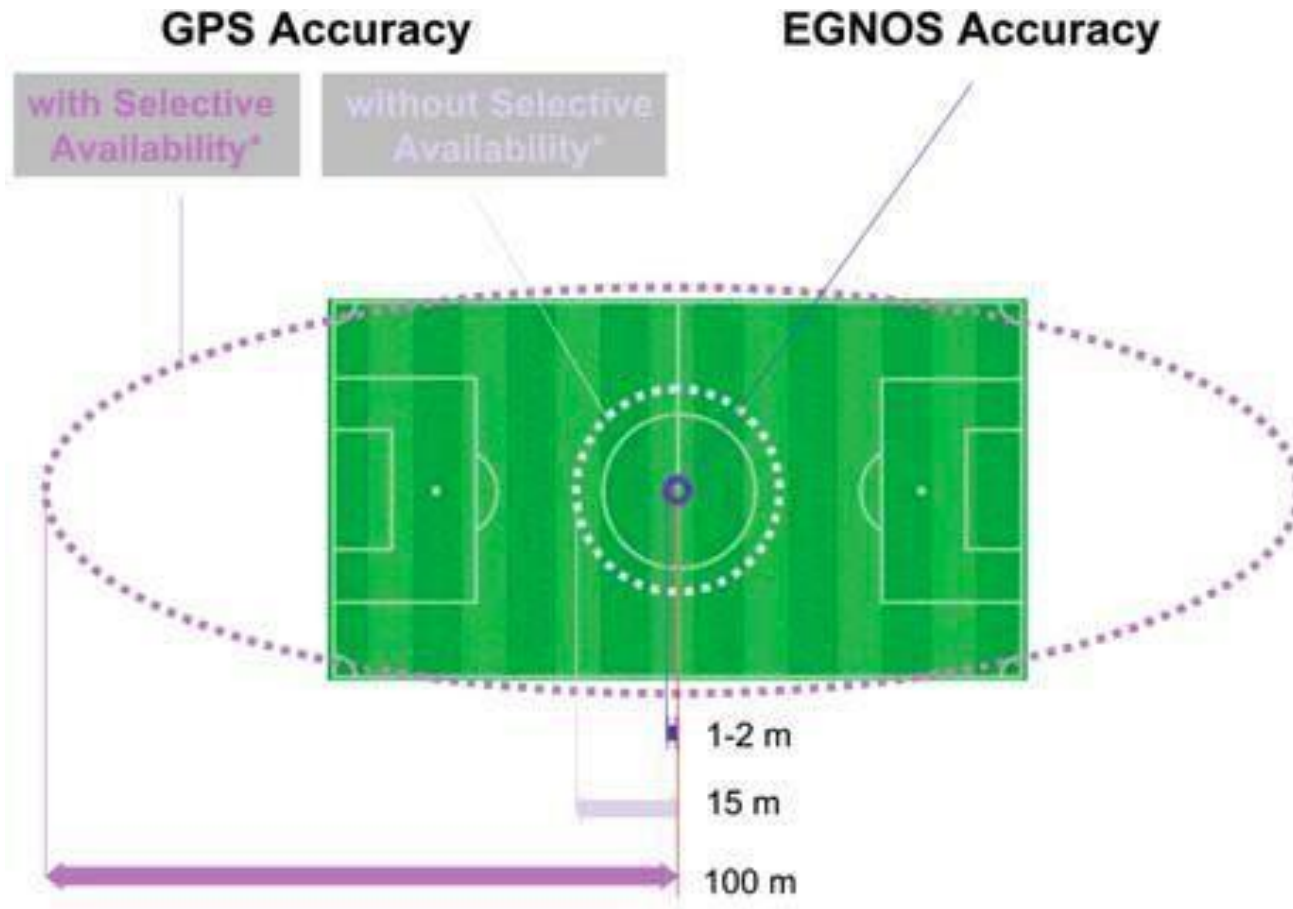 GPS Accuracy
EGNOS Accuracy
with Selective
Availability*
without Selective
Availability*
1-2 m
15 m
100 m